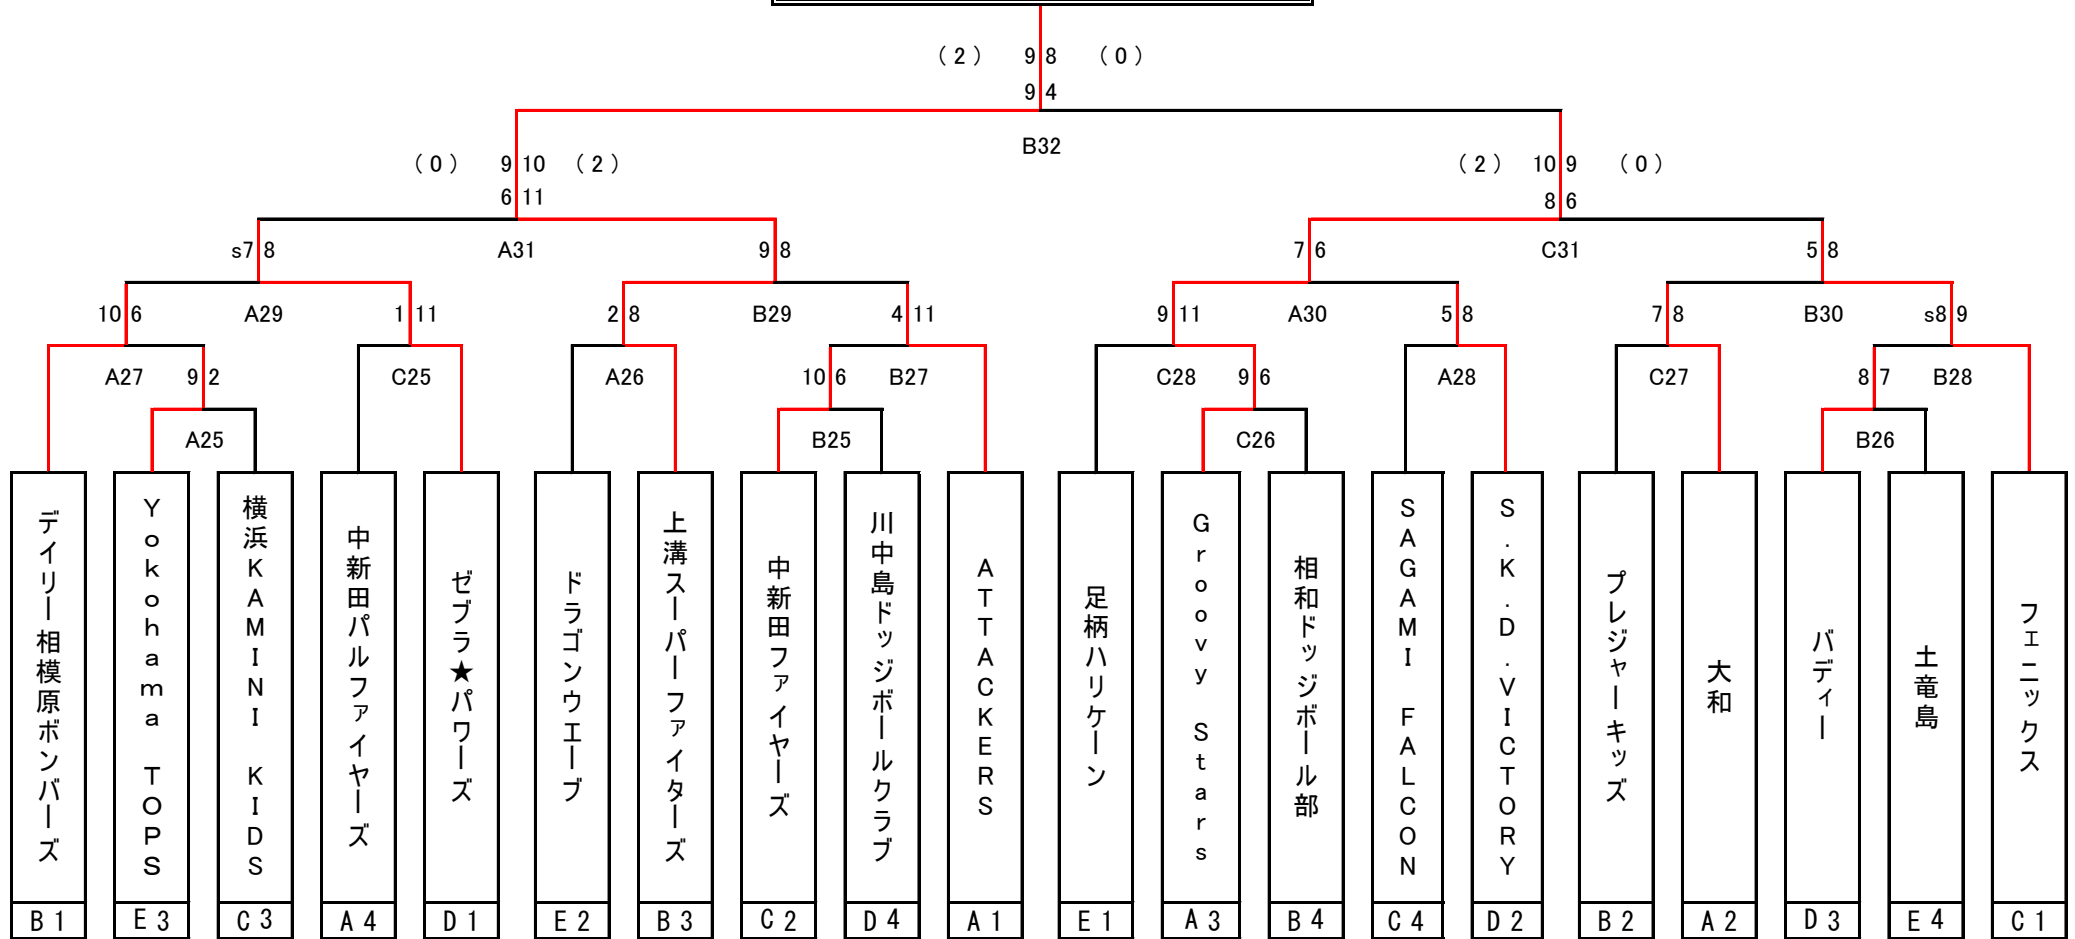 (2) 9 8 (0)
9 4
B32
(0) 9 10 (2) (2) 10 9 (0)
6 11 8 6
s7 8 A31 9 8 7 6 C31 5 8
10 6 A29 1 11 2 8 B29 4 11 9 11 A30 5 8 7 8 B30 s8 9
A27 9 2 C25 A26 10 6 B27 C28 9 6 A28 C27 8 7 B28
A25 B25 C26 B26
デイリー相模原ボンバーズ
Yokohama TOPS
横浜KAMINI KIDS
中新田パルファイヤーズ
ゼブラ★パワーズ
ドラゴンウエーブ
上溝スーパーファイターズ
中新田ファイヤーズ
川中島ドッジボールクラブ
ATTACKERS
足柄ハリケーン
Groovy Stars
相和ドッジボール部
SAGAMI FALCON
S.K.D.VICTORY
プレジャーキッズ
大和
バディー
土竜島
フェニックス
B1 E3 C3 A4 D1 E2 B3 C2 D4 A1 E1 A3 B4 C4 D2 B2 A2 D3 E4 C1